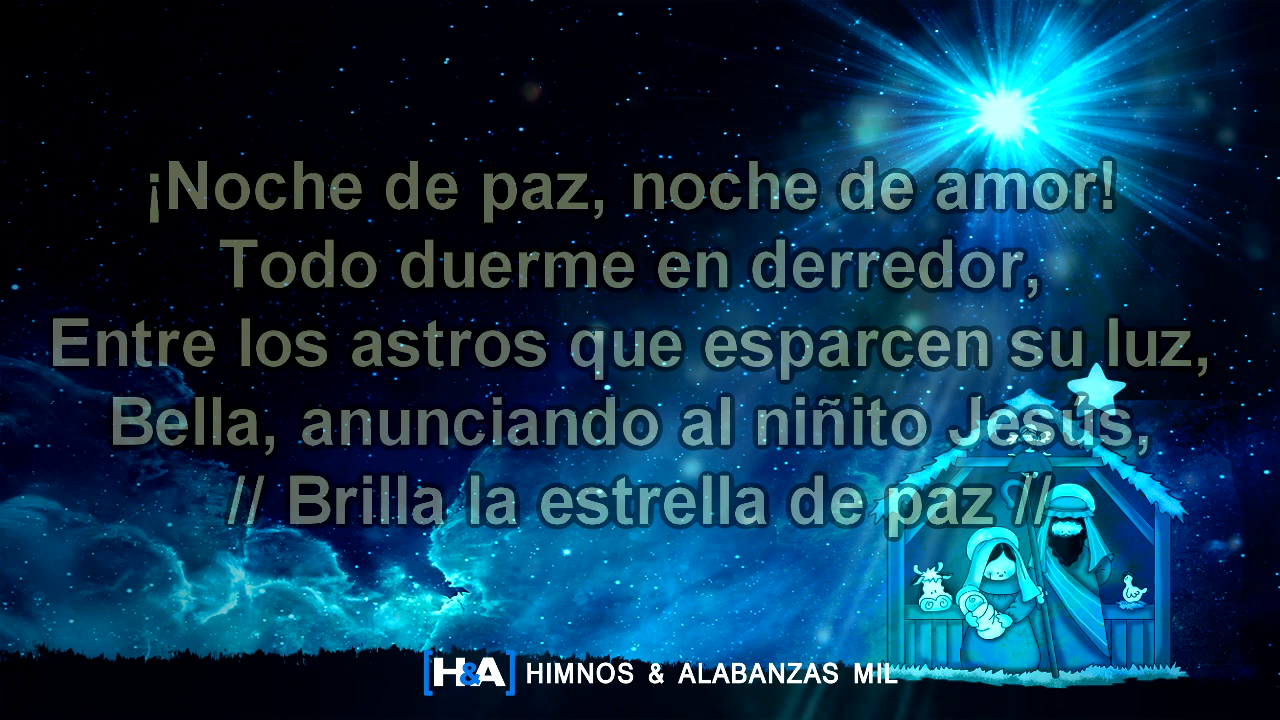 ¡Noche de paz, noche de amor!
Todo duerme en derredor,
Entre los astros que esparcen su luz,
Bella, anunciando al niñito Jesús,
// Brilla la estrella de paz //
[H&A] HIMNOS & ALABANZAS MIL